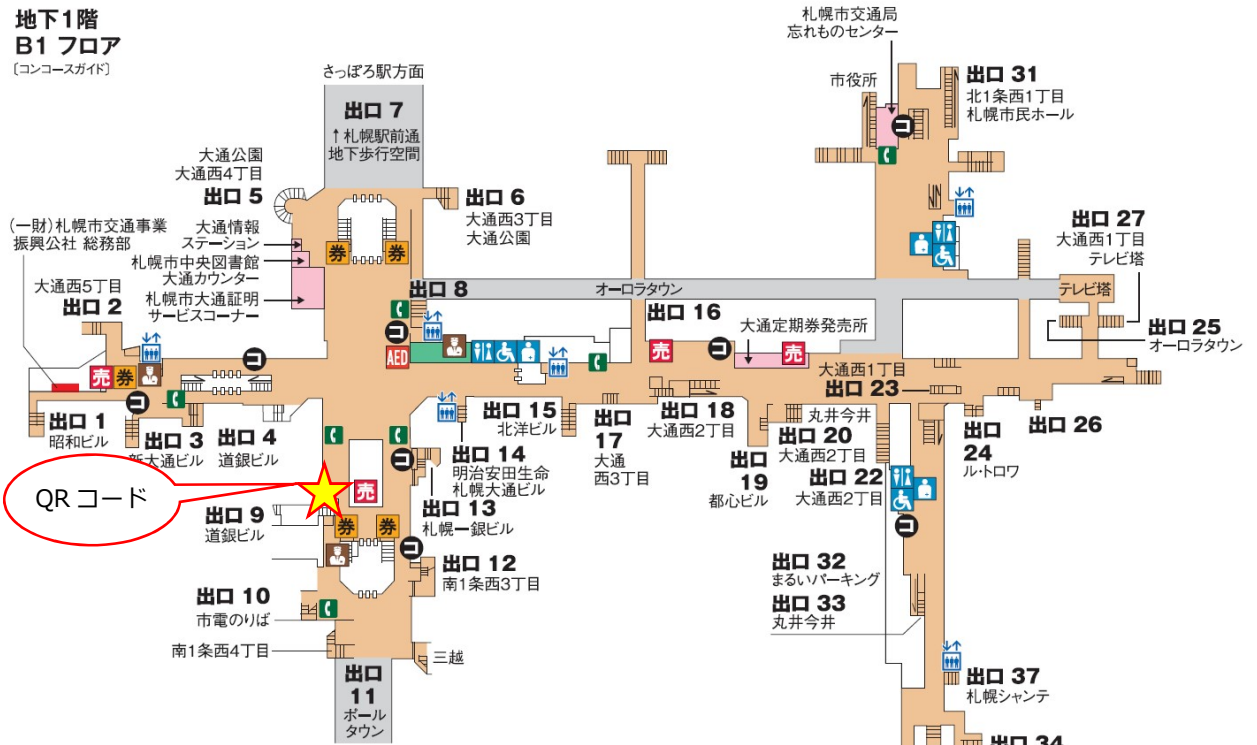 地下1階
B1 フロア
[コンコースガイド]
札幌市交通局
忘れものセンター
市役所
出口 31
北1条西1丁目
札幌市民ホール
さっぽろ駅方面
出口 7
↑札幌駅前通
地下歩行空間
大通公園
大通西4丁目
出口 5
出口 6
大通西3丁目
大通公園
(一財)札幌市交通事業
振興公社 総務部
大通情報
ステーション
札幌市中央図書館
大通カウンター
札幌市大通証明
サービスコーナー
券
券
出口 27
大通西1丁目
テレビ塔
大通西5丁目
出口 2
出口 8
オーロラタウン
テレビ塔
出口 16
大通定期券発売所
出口 25
オーロラタウン
コ
コ
コ
AED
売
売
大通西1丁目
出口 23
売
券
コ
コ
出口 1
昭和ビル
出口 3
新大通ビル
出口 4
道銀ビル
出口 15
北洋ビル
出口
17
大通
西3丁目
出口 18
大通西2丁目
丸井今井
出口 20
大通西2丁目
出口
24
ル・トロワ
出口 26
出口 14
明治安田生命
札幌大通ビル
出口
19
都心ビル
出口 22
大通西2丁目
QR コード
売
コ
出口 13
札幌一銀ビル
出口 9
道銀ビル
券
券
コ
コ
出口 12
南1条西3丁目
出口 32
まるいパーキング
出口 33
丸井今井
出口 10
市電のりば
南1条西4丁目
三越
出口
11
ポール
タウン
出口 37
札幌シャンテ
出口 34